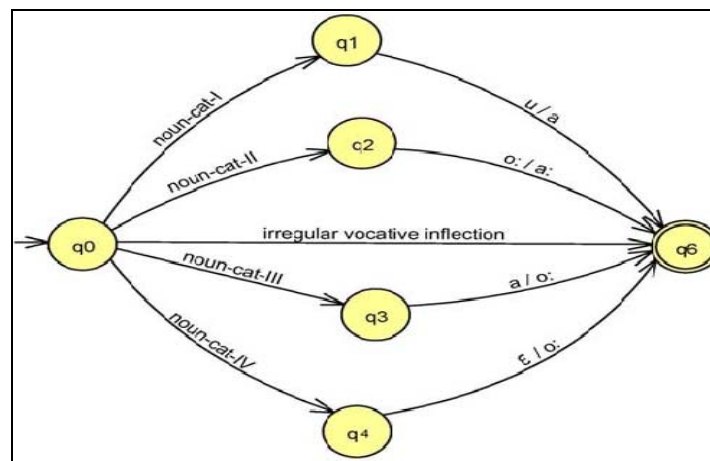 q1
u / a
noun-cat-I
q2
noun-cat-II
o: / a:
q0
irregular vocative inflection
q6
noun-cat-III
a / o:
q3
noun-cat-IV
ε / o:
q4